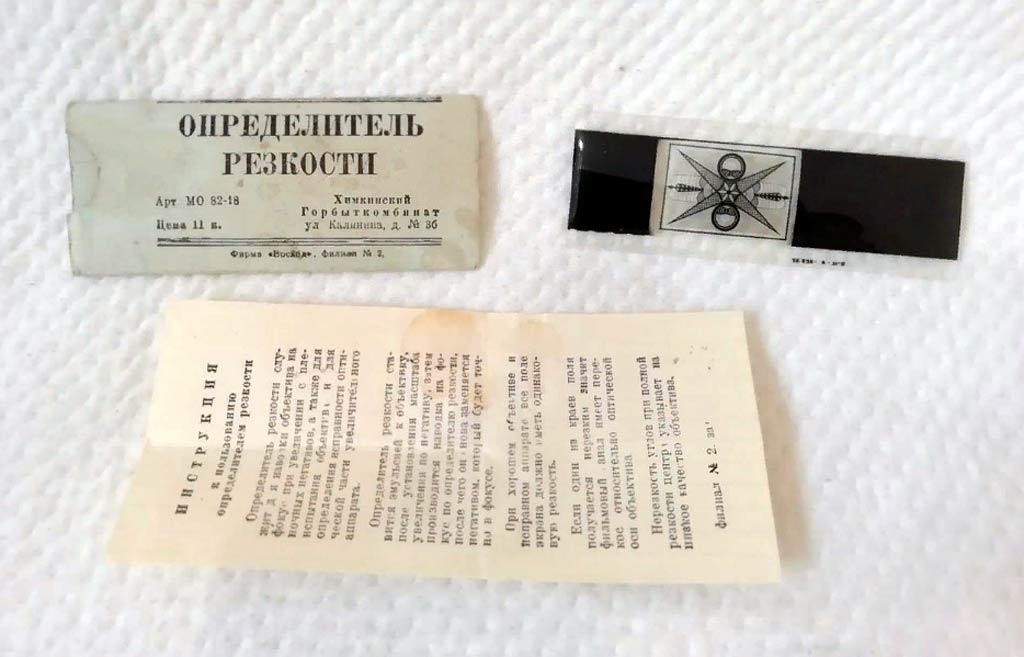 ОПРЕДЕЛИТЕЛЬ
РЕЗКОСТИ
Арт МО 82-18
Цена 11 к.
Химкинский
Горбыткомбинат
ул Калинина, д. № 3б
Фирма «Восход», филиал № 2,
ИНСТРУКЦИЯ
к пользованию
определителем резкости
Определитель резкости слу-
жит для наводки объектива на
фокус при увеличении с пле-
ночных негативов, а также для
испытания объектива и для
определения исправности опти-
ческой части увеличительного
аппарата.
Определитель резкости ста-
вится эмульсией к объективу,
после установления масштаба
увеличения по негативу, затем
производится наводка на фо-
кус по определителю резкости,
после чего он снова заменяется
негативом, который будет точ-
но в фокусе.
При хорошем объективе и
исправном аппарате все поле
экрана должно иметь одинако-
вую резкость.
Если один из краев поля
получается нерезким значит
фильмовый канал имеет пере-
кос относительно оптической
оси объектива
Нерезкость углов при полной
резкости центра указывает на
низкое качество объектива.
филиал № 2.